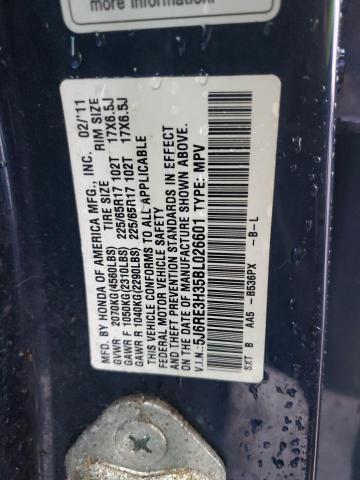 more information.
MFD. BY HONDA OF AMERICA MFG., INC. 02/'11
TIRE SIZE RIM SIZE
GVWR 2070KG(4560LBS)
GAWR F 1050KG(2310LBS) 225/65R17 102T 17X6.5J
GAWR R 1040KG(2290LBS) 225/65R17 102T 17X6.5J
THIS VEHICLE CONFORMS TO ALL APPLICABLE
FEDERAL MOTOR VEHICLE SAFETY
AND THEFT PREVENTION STANDARDS IN EFFECT
ON THE DATE OF MANUFACTURE SHOWN ABOVE.
V.I.N.: 5J6RE3H35BL026601 TYPE: MPV
SXT B AA5 -B536PX -B-L